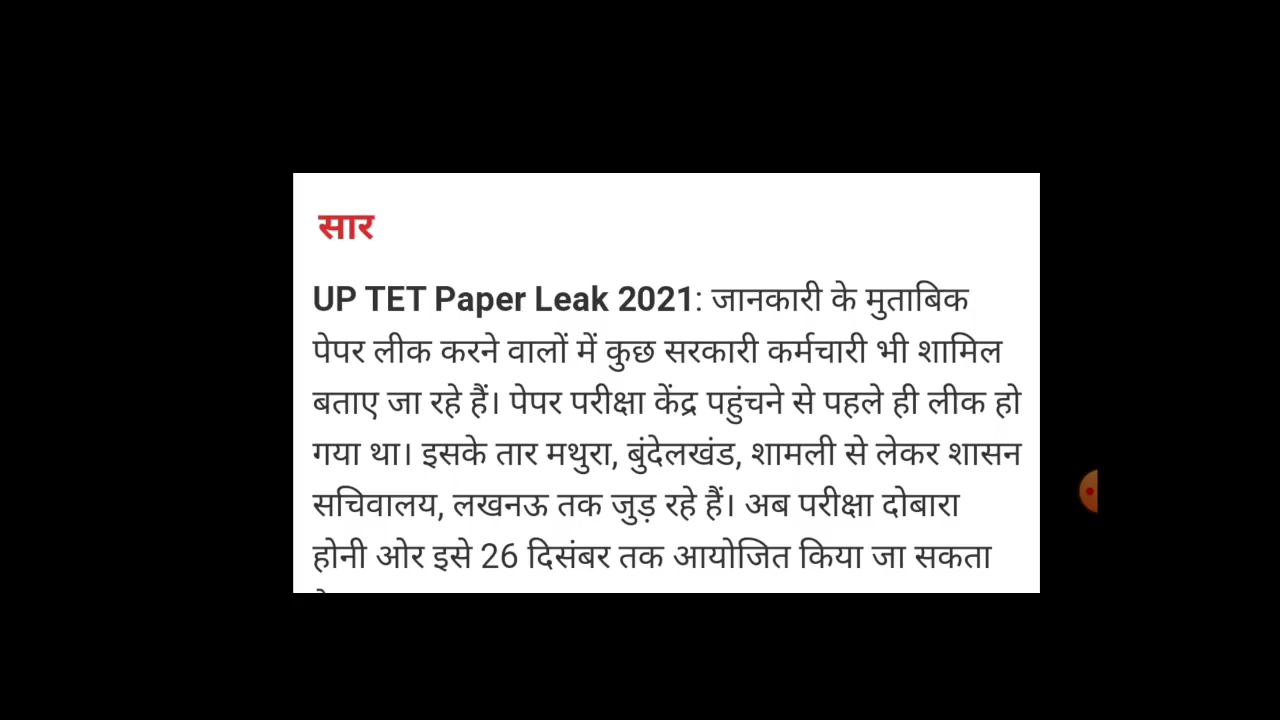 सार
UP TET Paper Leak 2021: जानकारी के मुताबिक
पेपर लीक करने वालों में कुछ सरकारी कर्मचारी भी शामिल
बताए जा रहे हैं। पेपर परीक्षा केंद्र पहुंचने से पहले ही लीक हो
गया था। इसके तार मथुरा, बुंदेलखंड, शामली से लेकर शासन
सचिवालय, लखनऊ तक जुड़ रहे हैं। अब परीक्षा दोबारा
होनी ओर इसे 26 दिसंबर तक आयोजित किया जा सकता